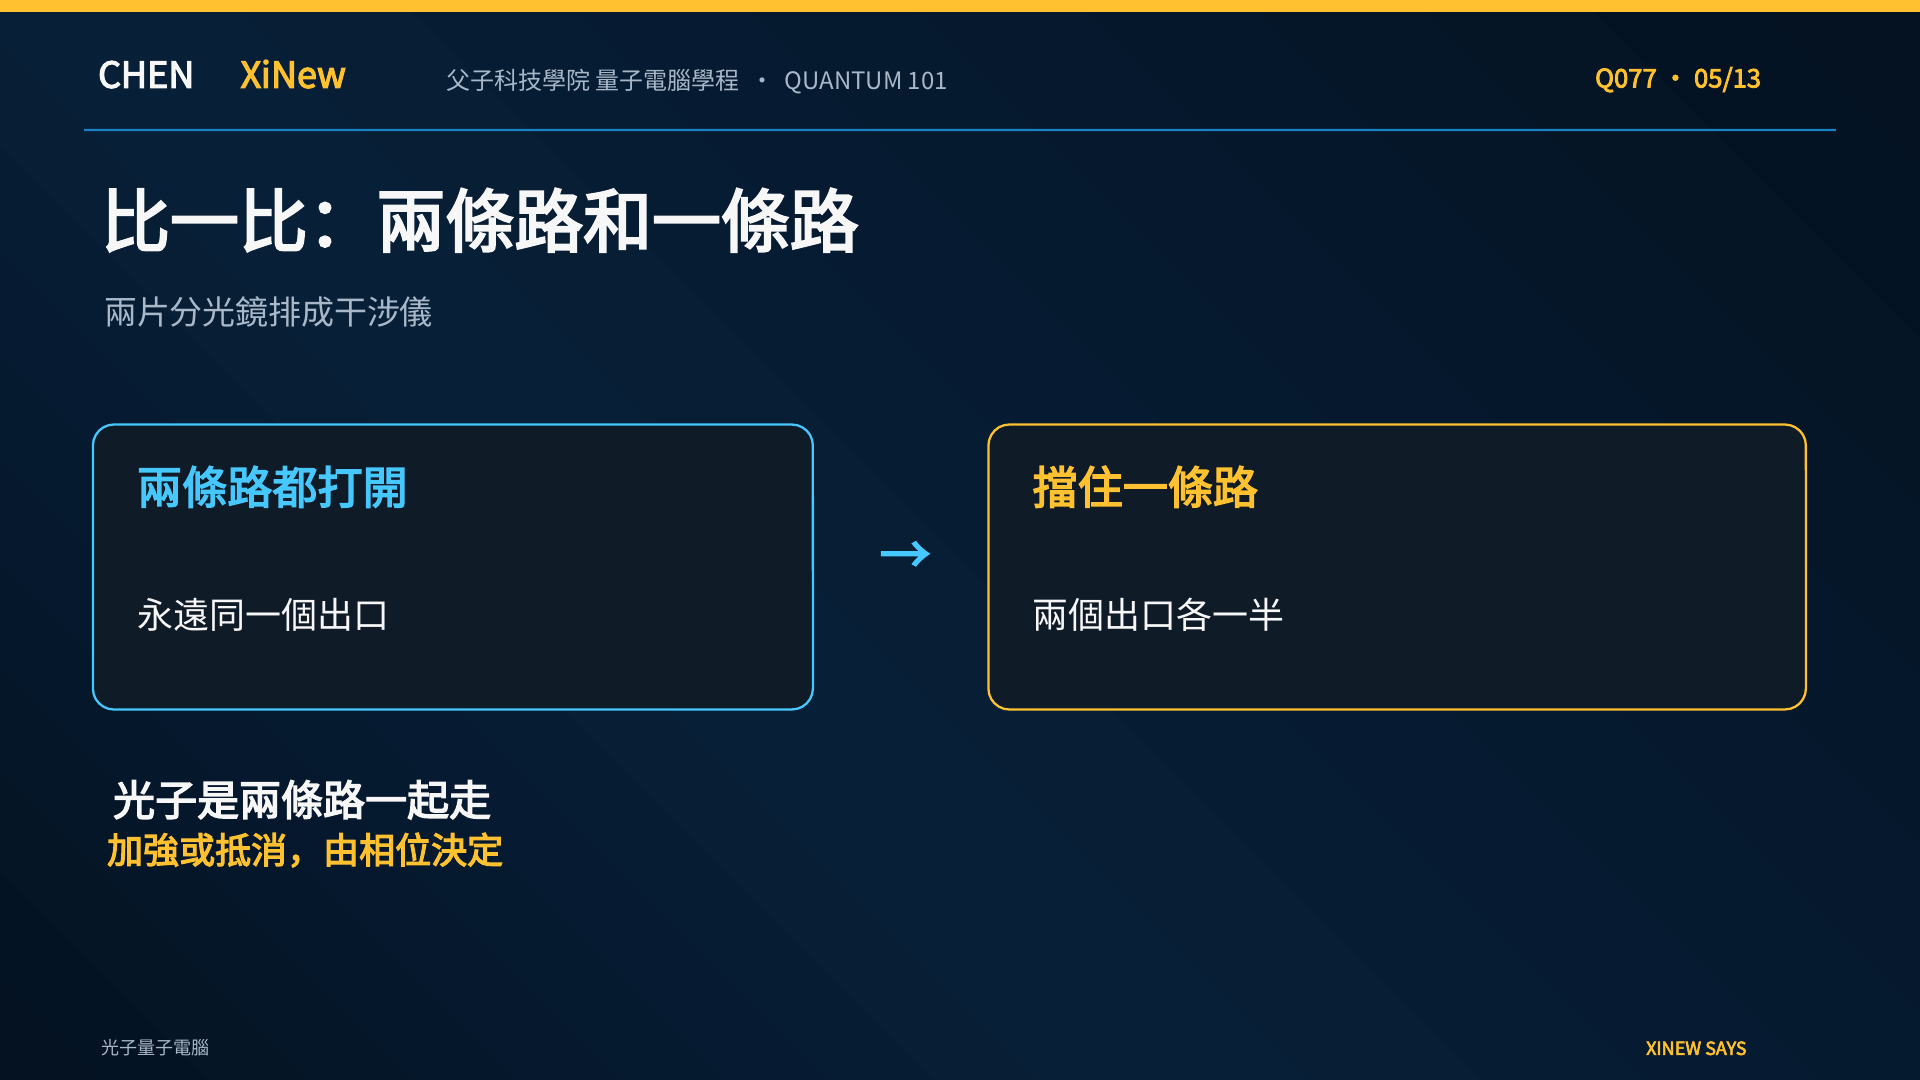 CHEN XiNew 父子科技學院 量子電腦學程 • QUANTUM 101 Q077 • 05/13
比一比：兩條路和一條路
兩片分光鏡排成干涉儀
兩條路都打開
永遠同一個出口
→
擋住一條路
兩個出口各一半
光子是兩條路一起走
加強或抵消，由相位決定
光子量子電腦
XINEW SAYS